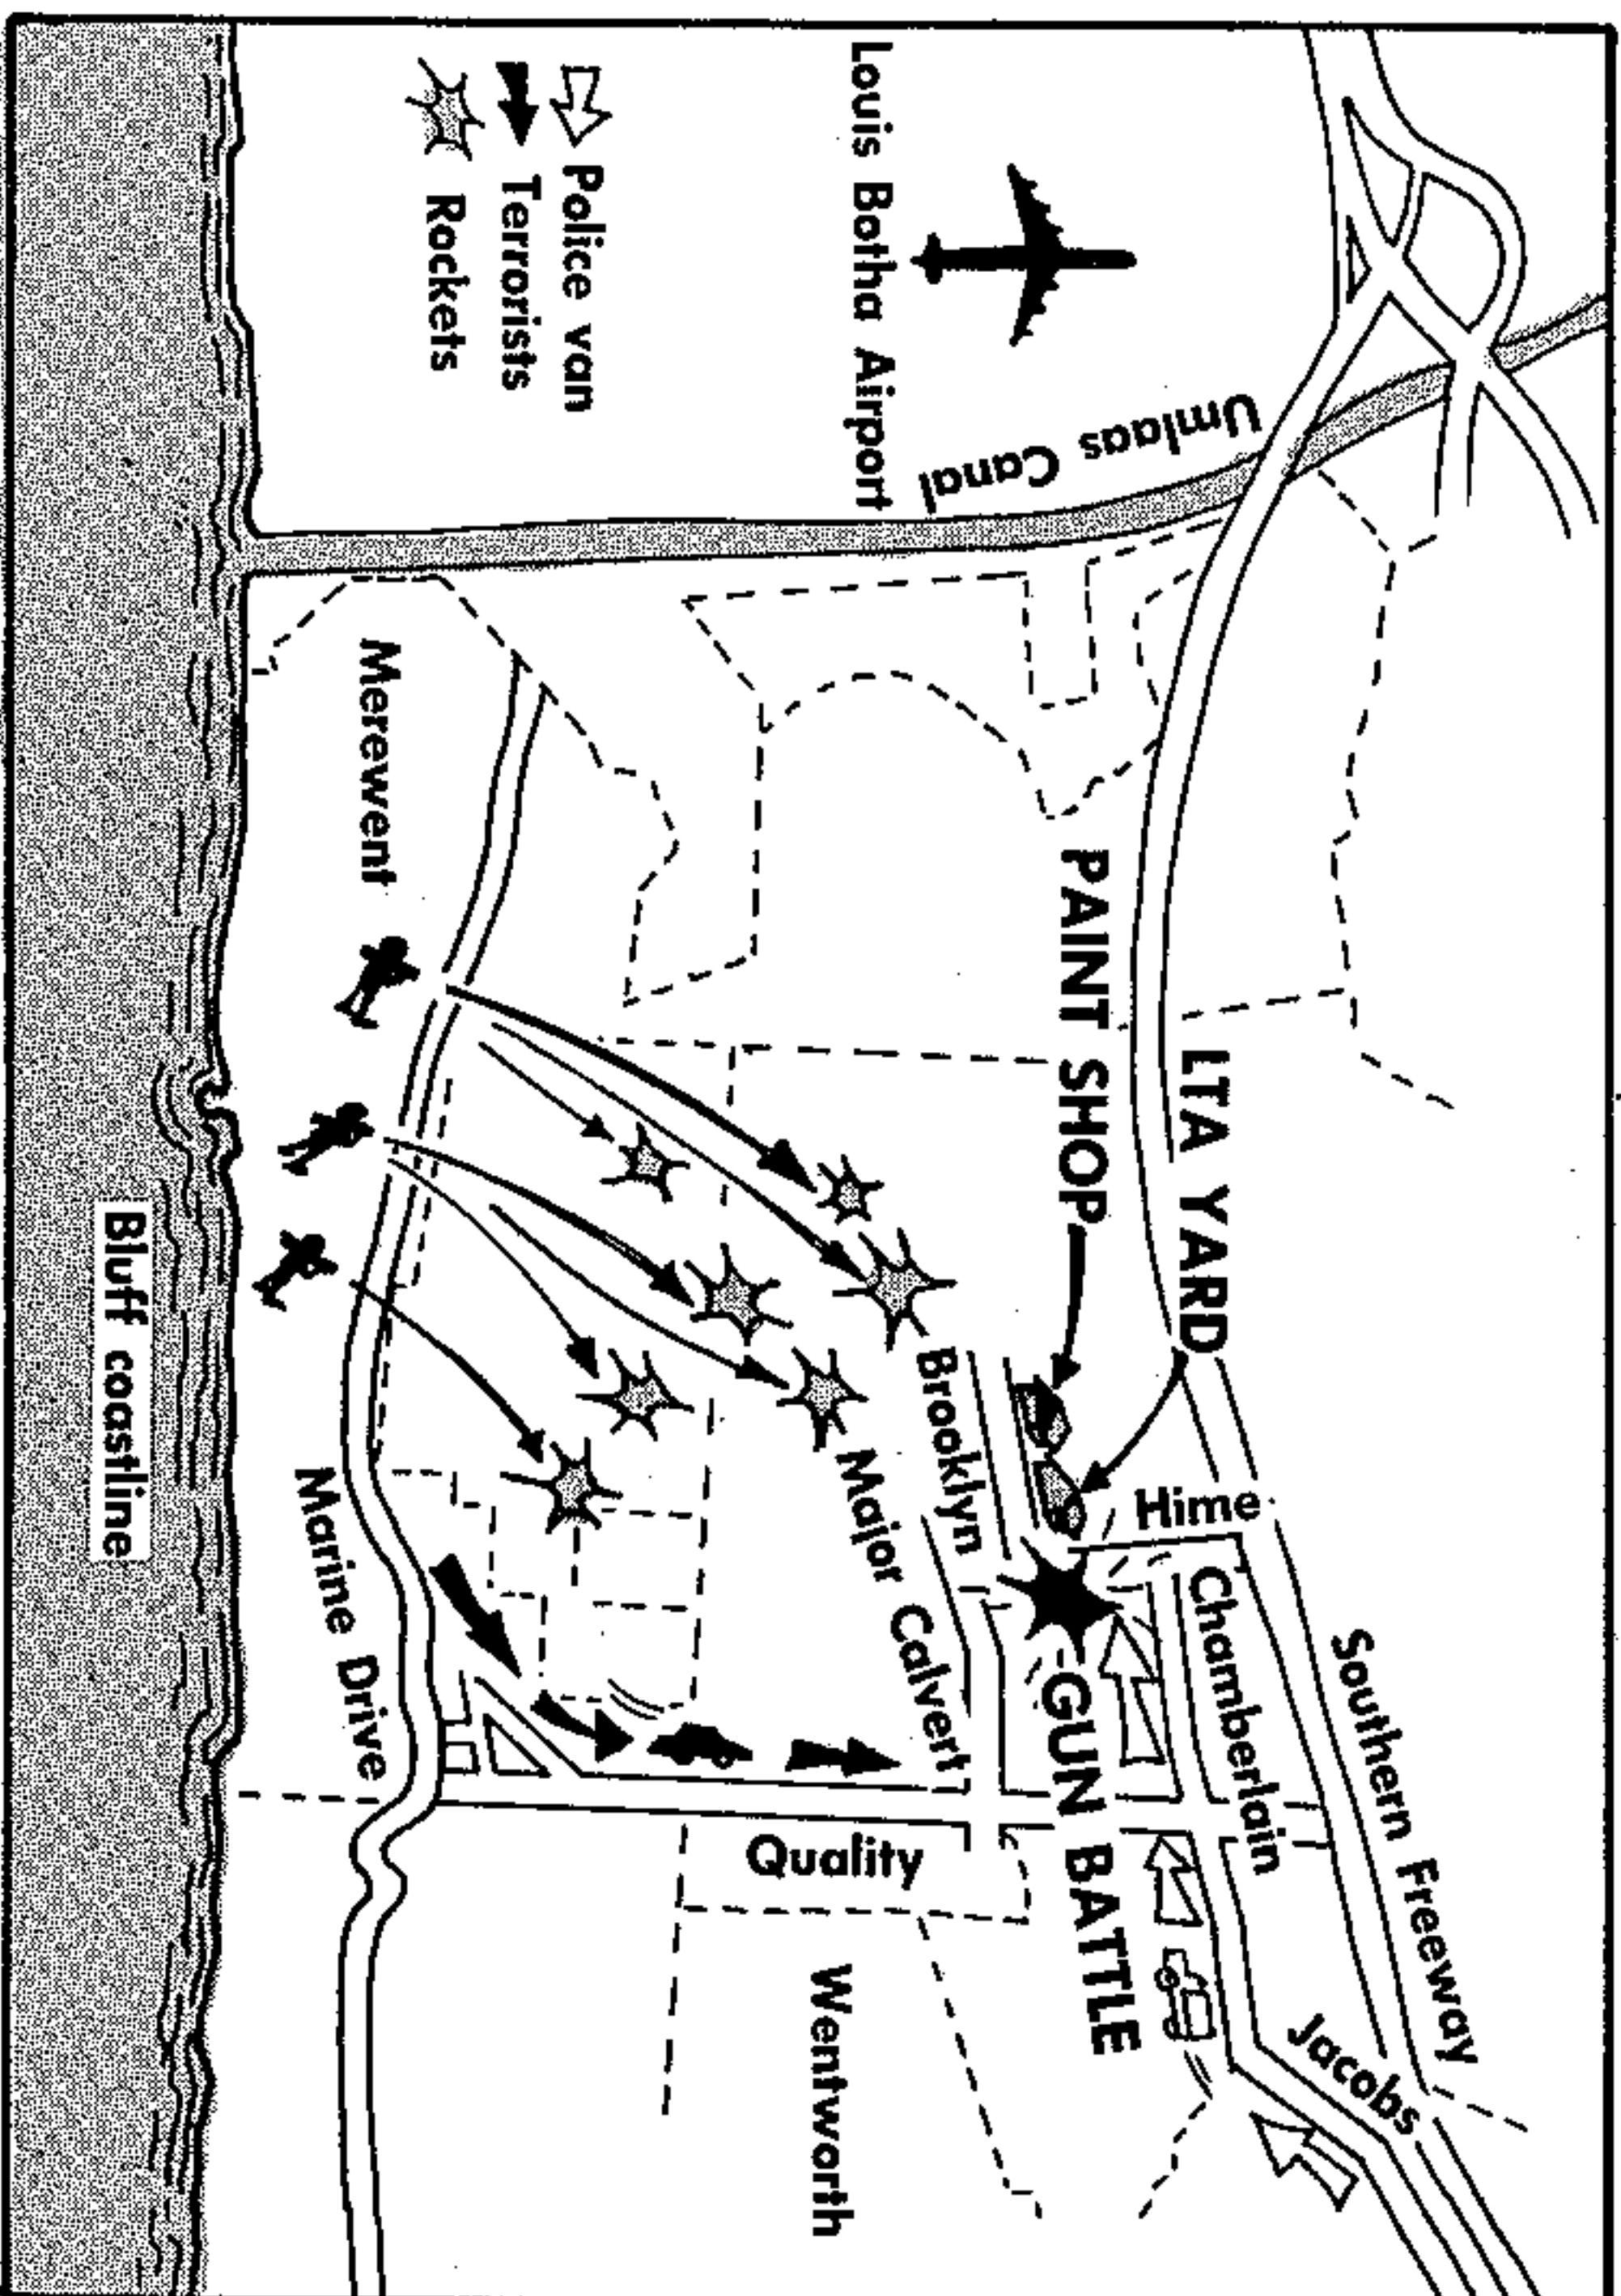 Louis Botha Airport
Police van
Terrorists
Rockets
Umlaas Canal
Merewent
PAINT SHOP
LTA YARD
Hime
Chamberlain
Southern Freeway
Jacobs
Brooklyn
Major Calvert
GUN BATTLE
Quality
Wentworth
Marine Drive
Bluff coastline